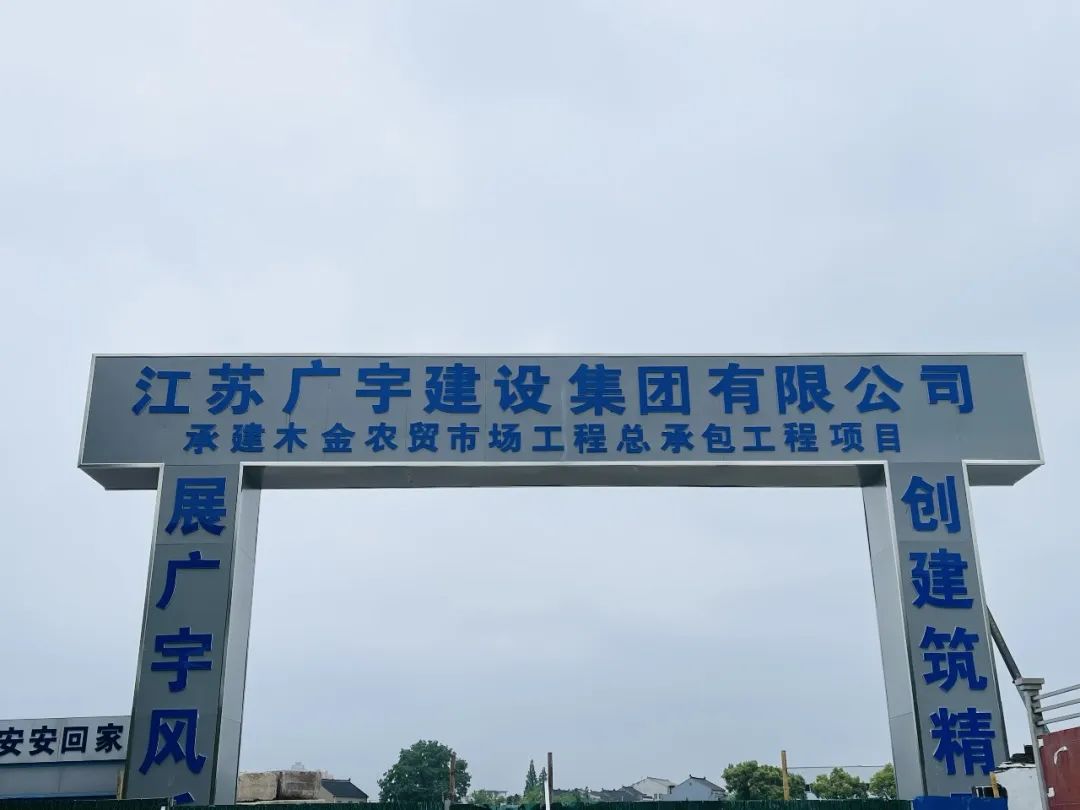 江苏广宇建设集团有限公司
承建木金农贸市场工程总承包工程项目
展广宇风
创建筑精
安安回家